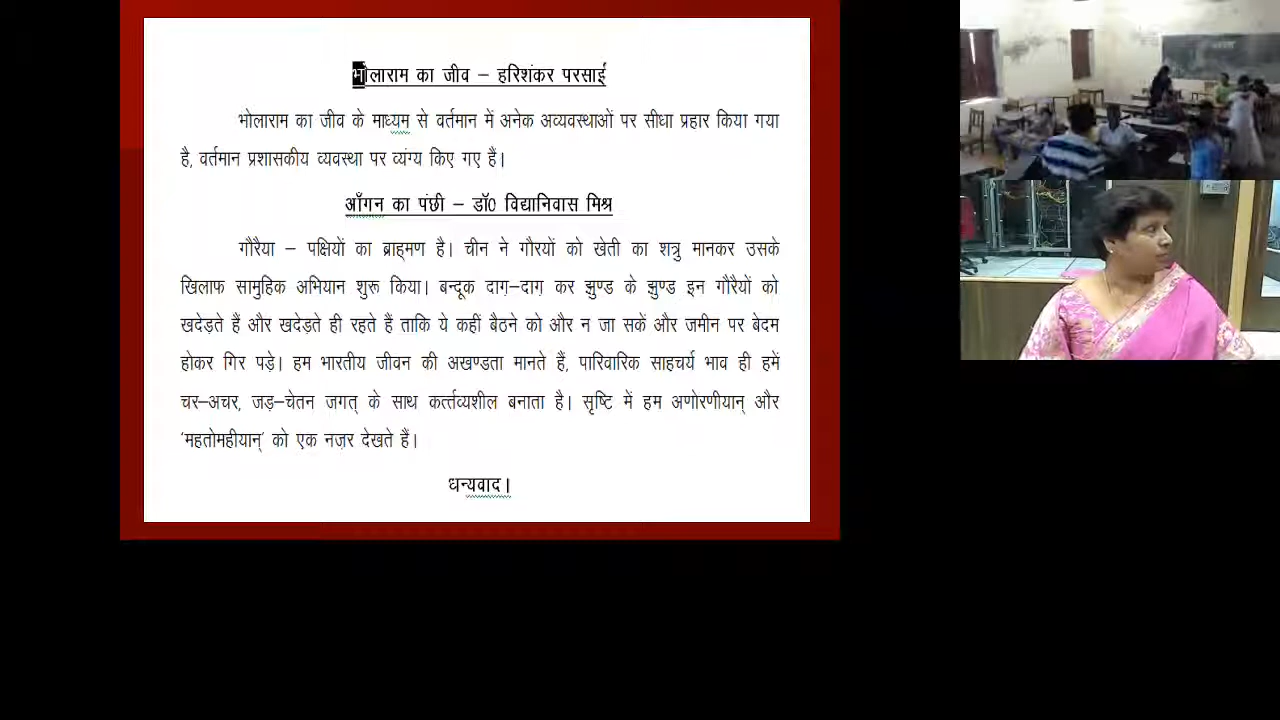 भोलाराम का जीव – हरिशंकर परसाई
भोलाराम का जीव के माध्यम से वर्तमान में अनेक अव्यवस्थाओं पर सीधा प्रहार किया गया
है, वर्तमान प्रशासकीय व्यवस्था पर व्यंग्य किए गए हैं।
आँगन का पंछी – डॉ0 विद्यानिवास मिश्र
गौरैया – पक्षियों का ब्राह्मण है। चीन ने गौरयों को खेती का शत्रु मानकर उसके
खिलाफ सामुहिक अभियान शुरू किया। बन्दूक दाग़–दाग़ कर झुण्ड के झुण्ड इन गौरैयों को
खदेड़ते हैं और खदेड़ते ही रहते हैं ताकि ये कहीं बैठने को और न जा सकें और जमीन पर बेदम
होकर गिर पड़े। हम भारतीय जीवन की अखण्डता मानते हैं, पारिवारिक साहचर्य भाव ही हमें
चर–अचर, जड़–चेतन जगत् के साथ कर्त्तव्यशील बनाता है। सृष्टि में हम अणोरणीयान् और
'महतोमहीयान्' को एक नज़र देखते हैं।
धन्यवाद।